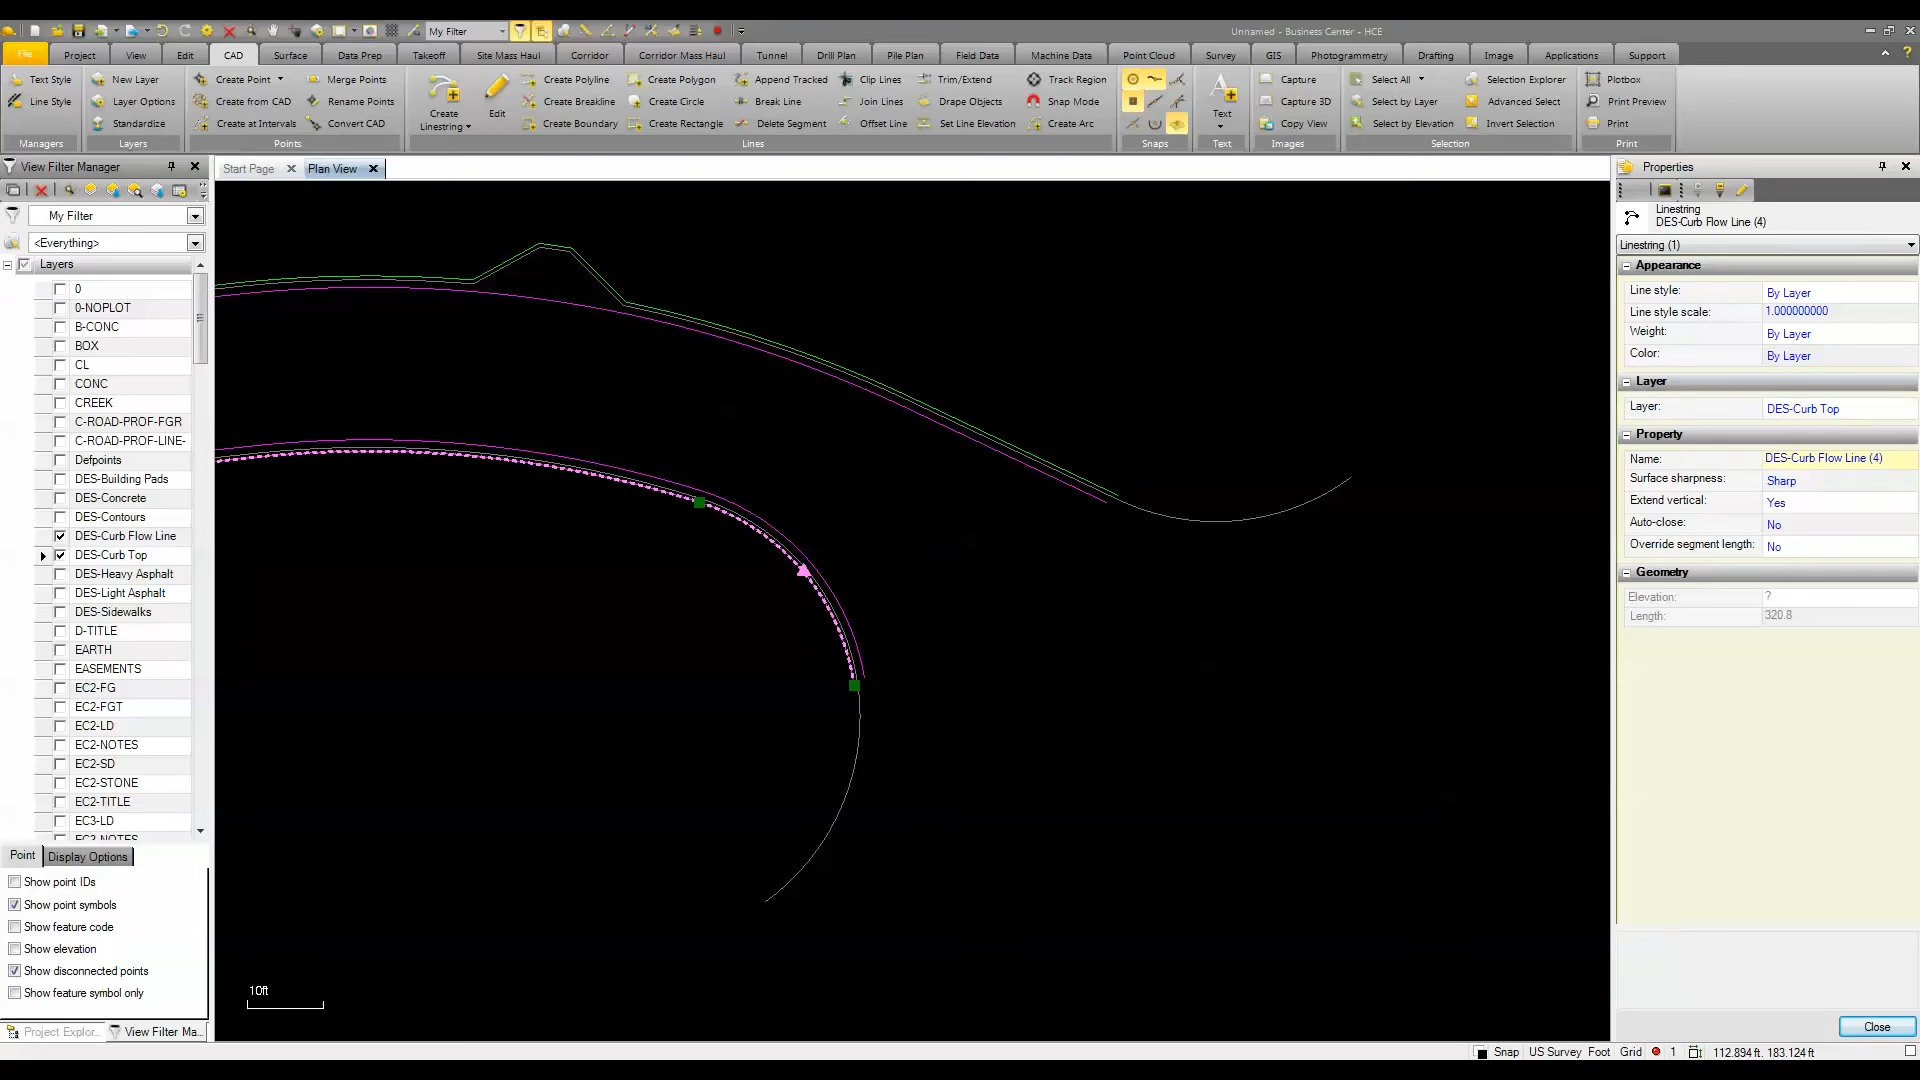 My Filter
Unnamed - Business Center - HCE
File Project View Edit CAD Surface Data Prep Takeoff Site Mass Haul Corridor Corridor Mass Haul Tunnel Drill Plan Pile Plan Field Data Machine Data Point Cloud Survey GIS Photogrammetry Drafting Image Applications Support
Text Style New Layer Create Point Merge Points Create Polyline Create Polygon Append Tracked Clip Lines Trim/Extend Track Region Capture Select All Selection Explorer Plotbox
Line Style Layer Options Create from CAD Rename Points Create Breakline Create Circle Break Line Join Lines Drape Objects Snap Mode Capture 3D Select by Layer Advanced Select Print Preview
Create Linestring Edit Text
Standardize Create at Intervals Convert CAD Create Boundary Create Rectangle Delete Segment Offset Line Set Line Elevation Create Arc Copy View Select by Elevation Invert Selection Print
Managers Layers Points Lines Snaps Text Images Selection Print
View Filter Manager
Start Page Plan View
Properties
My Filter
<Everything>
Layers
0
0-NOPLOT
B-CONC
BOX
CL
CONC
CREEK
C-ROAD-PROF-FGR
C-ROAD-PROF-LINE-
Defpoints
DES-Building Pads
DES-Concrete
DES-Contours
DES-Curb Flow Line
DES-Curb Top
DES-Heavy Asphalt
DES-Light Asphalt
DES-Sidewalks
D-TITLE
EARTH
EASEMENTS
EC2-FG
EC2-FGT
EC2-LD
EC2-NOTES
EC2-SD
EC2-STONE
EC2-TITLE
EC3-LD
EC3-NOTES
Point Display Options
Show point IDs
Show point symbols
Show feature code
Show elevation
Show disconnected points
Show feature symbol only
Project Explor... View Filter Ma...
10ft
Linestring
DES-Curb Flow Line (4)
Linestring (1)
Appearance
Line style: By Layer
Line style scale: 1.000000000
Weight: By Layer
Color: By Layer
Layer
Layer: DES-Curb Top
Property
Name: DES-Curb Flow Line (4)
Surface sharpness: Sharp
Extend vertical: Yes
Auto-close: No
Override segment length: No
Geometry
Elevation: ?
Length: 320.8
Close
Snap US Survey Foot Grid 1 112.894 ft, 183.124 ft